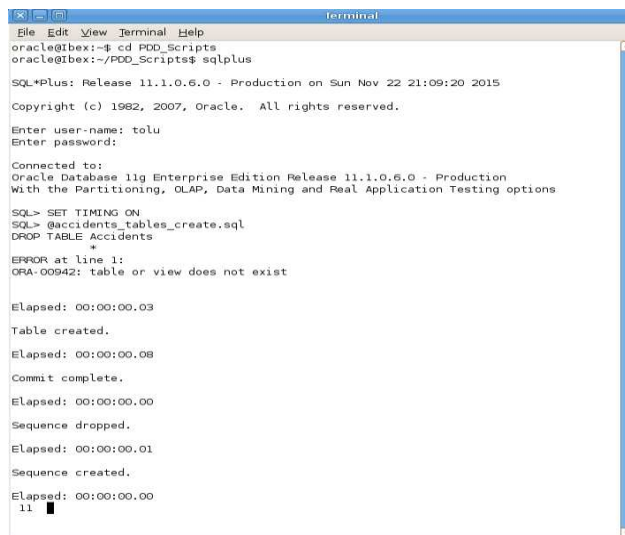 Terminal
File Edit View Terminal Help
oracle@Ibex:~$ cd PDD_Scripts
oracle@Ibex:~/PDD_Scripts$ sqlplus
SQL*Plus: Release 11.1.0.6.0 - Production on Sun Nov 22 21:09:20 2015
Copyright (c) 1982, 2007, Oracle.  All rights reserved.
Enter user-name: tolu
Enter password:
Connected to:
Oracle Database 11g Enterprise Edition Release 11.1.0.6.0 - Production
With the Partitioning, OLAP, Data Mining and Real Application Testing options
SQL> SET TIMING ON
SQL> @accidents_tables_create.sql
DROP TABLE Accidents
*
ERROR at line 1:
ORA-00942: table or view does not exist
Elapsed: 00:00:00.03
Table created.
Elapsed: 00:00:00.08
Commit complete.
Elapsed: 00:00:00.00
Sequence dropped.
Elapsed: 00:00:00.01
Sequence created.
Elapsed: 00:00:00.00
11